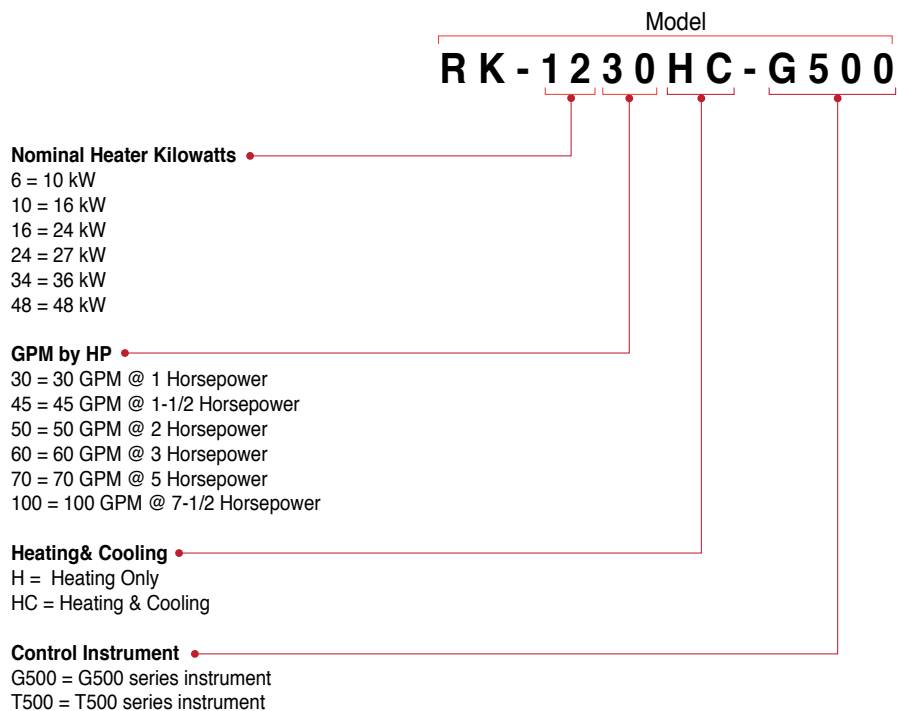 Model
RK-1230HC-G500
Nominal Heater Kilowatts
6 = 10 kW
10 = 16 kW
16 = 24 kW
24 = 27 kW
34 = 36 kW
48 = 48 kW
GPM by HP
30 = 30 GPM @ 1 Horsepower
45 = 45 GPM @ 1-1/2 Horsepower
50 = 50 GPM @ 2 Horsepower
60 = 60 GPM @ 3 Horsepower
70 = 70 GPM @ 5 Horsepower
100 = 100 GPM @ 7-1/2 Horsepower
Heating& Cooling
H = Heating Only
HC = Heating & Cooling
Control Instrument
G500 = G500 series instrument
T500 = T500 series instrument